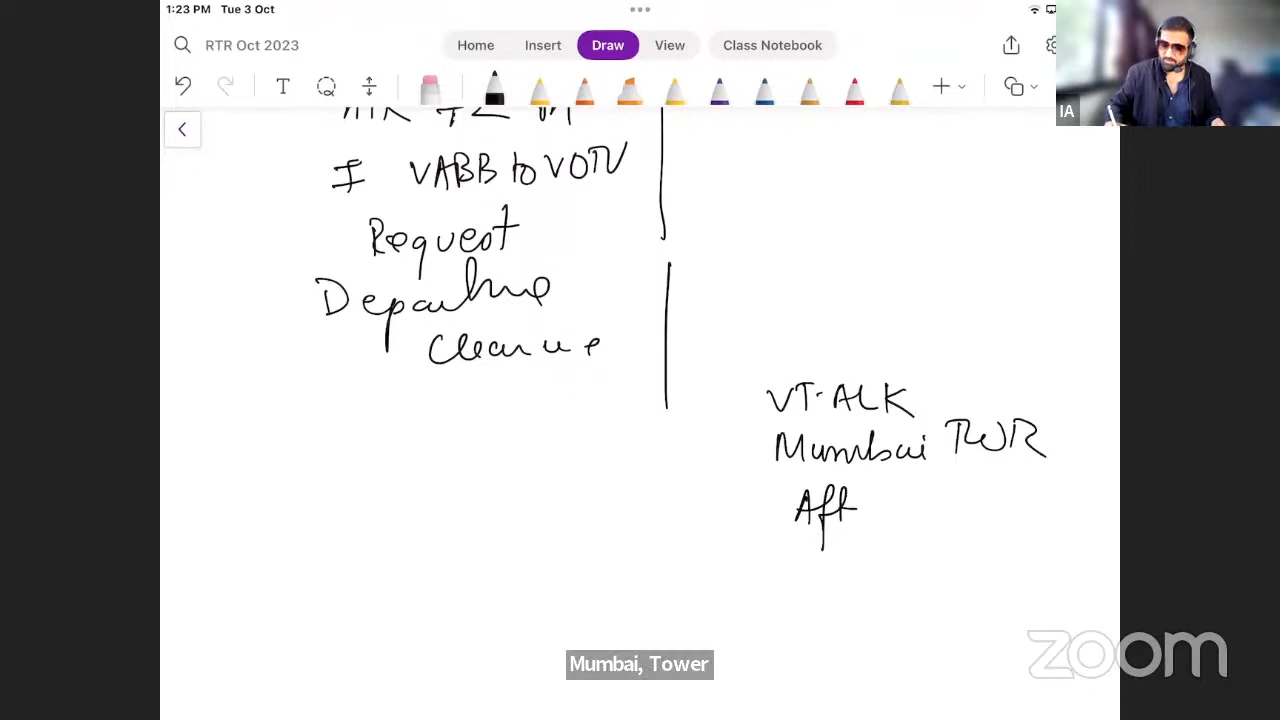 1:23 PM Tue 3 Oct
RTR Oct 2023
Home Insert Draw View Class Notebook
IA
I VABB to VOTV
Request
Departure
Clearance
VT-ALK
Mumbai TWR
Aft
Mumbai, Tower
zoom